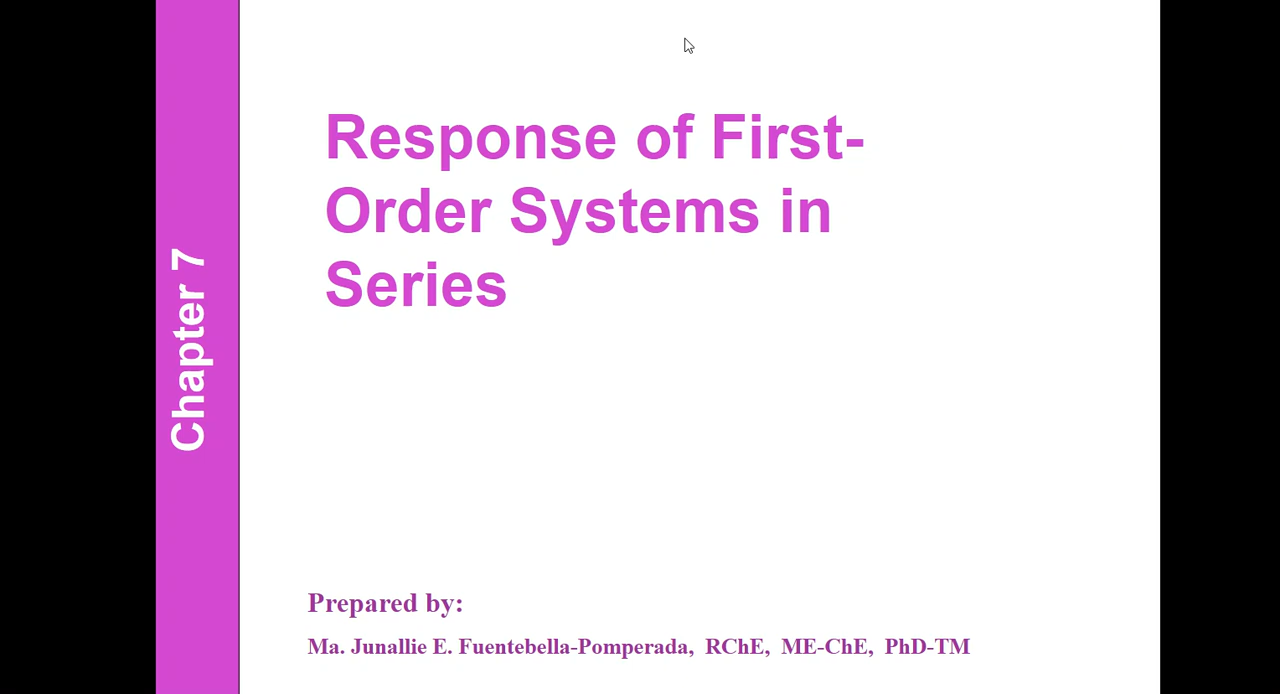 Chapter 7
Response of First-
Order Systems in
Series
Prepared by:
Ma. Junallie E. Fuentebella-Pomperada, RChE, ME-ChE, PhD-TM